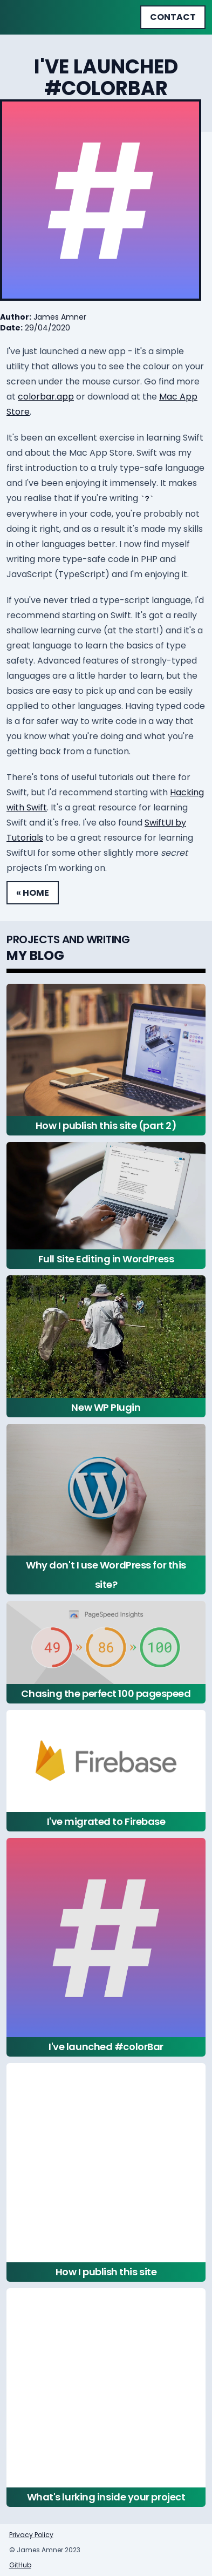 CONTACT
I'VE LAUNCHED
#COLORBAR
#
Author: James Amner
Date: 29/04/2020
I've just launched a new app - it's a simple
utility that allows you to see the colour on your
screen under the mouse cursor. Go find more
at colorbar.app or download at the Mac App
Store.
It's been an excellent exercise in learning Swift
and about the Mac App Store. Swift was my
first introduction to a truly type-safe language
and I've been enjoying it immensely. It makes
you realise that if you're writing `?`
everywhere in your code, you're probably not
doing it right, and as a result it's made my skills
in other languages better. I now find myself
writing more type-safe code in PHP and
JavaScript (TypeScript) and I'm enjoying it.
If you've never tried a type-script language, I'd
recommend starting on Swift. It's got a really
shallow learning curve (at the start!) and it's a
great language to learn the basics of type
safety. Advanced features of strongly-typed
languages are a little harder to learn, but the
basics are easy to pick up and can be easily
applied to other languages. Having typed code
is a far safer way to write code in a way that
you know what you're doing and what you're
getting back from a function.
There's tons of useful tutorials out there for
Swift, but I'd recommend starting with Hacking
with Swift. It's a great resource for learning
Swift and it's free. I've also found SwiftUI by
Tutorials to be a great resource for learning
SwiftUI for some other slightly more secret
projects I'm working on.
« HOME
PROJECTS AND WRITING
MY BLOG
How I publish this site (part 2)
Full Site Editing in WordPress
New WP Plugin
Why don't I use WordPress for this
site?
PageSpeed Insights
49 » 86 » 100
Chasing the perfect 100 pagespeed
Firebase
I've migrated to Firebase
#
I've launched #colorBar
How I publish this site
What's lurking inside your project
Privacy Policy
© James Amner 2023
GitHub